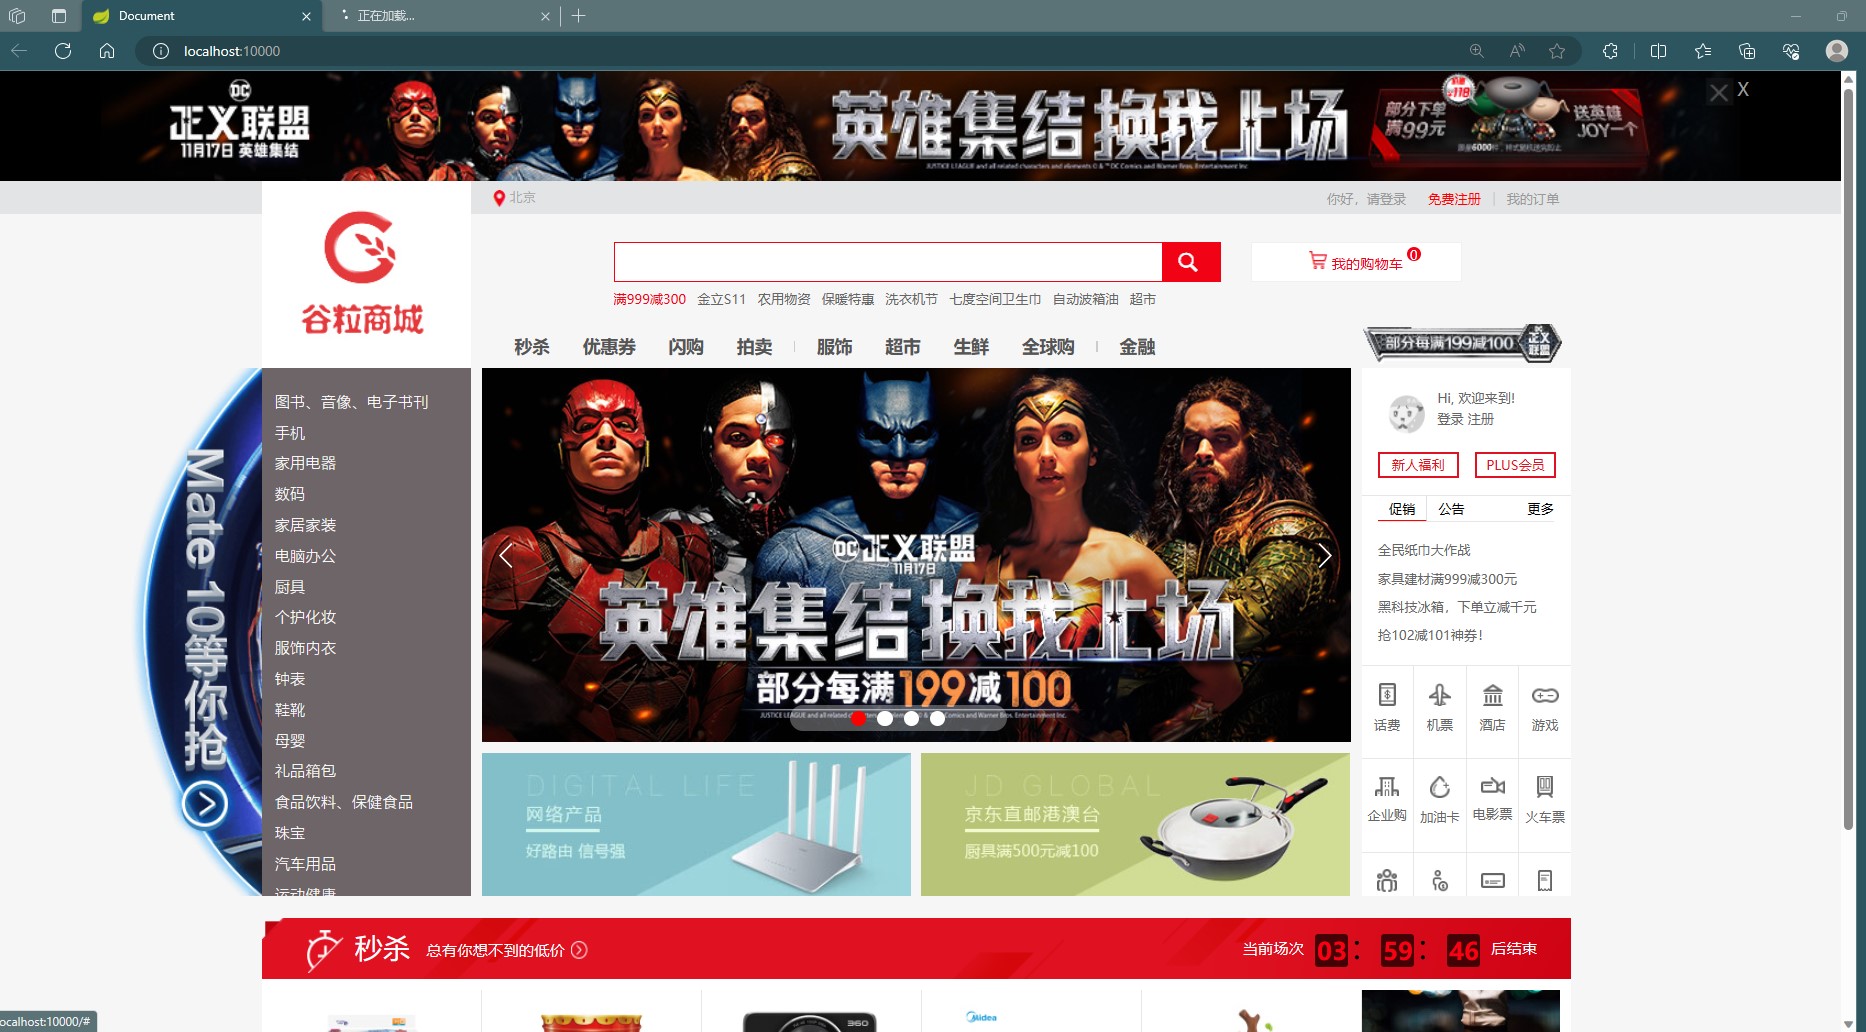 Document
正在加载...
localhost:10000
DC
正义联盟
11月17日 英雄集结
英雄集结 换我上场
部分下单
满99元
送英雄
JOY一个
X
北京
你好，请登录
免费注册
我的订单
谷粒商城
我的购物车
0
满999减300 金立S11 农用物资 保暖特惠 洗衣机节 七度空间卫生巾 自动波箱油 超市
秒杀 优惠券 闪购 拍卖 服饰 超市 生鲜 全球购 金融
部分每满199减100
正义
联盟
Mate 10等你抢
图书、音像、电子书刊
手机
家用电器
数码
家居家装
电脑办公
厨具
个护化妆
服饰内衣
钟表
鞋靴
母婴
礼品箱包
食品饮料、保健食品
珠宝
汽车用品
运动健康
DC 正义联盟
11月17日
英雄集结 换我上场
部分每满199减100
Hi, 欢迎来到!
登录 注册
新人福利
PLUS会员
促销 公告 更多
全民纸巾大作战
家具建材满999减300元
黑科技冰箱，下单立减千元
抢102减101神券!
话费 机票 酒店 游戏
企业购 加油卡 电影票 火车票
DIGITAL LIFE
网络产品
好路由 信号强
JD GLOBAL
京东直邮港澳台
厨具满500元减100
秒杀 总有你想不到的低价
当前场次 03 : 59 : 46 后结束
360
Midea
ocalhost:10000/#